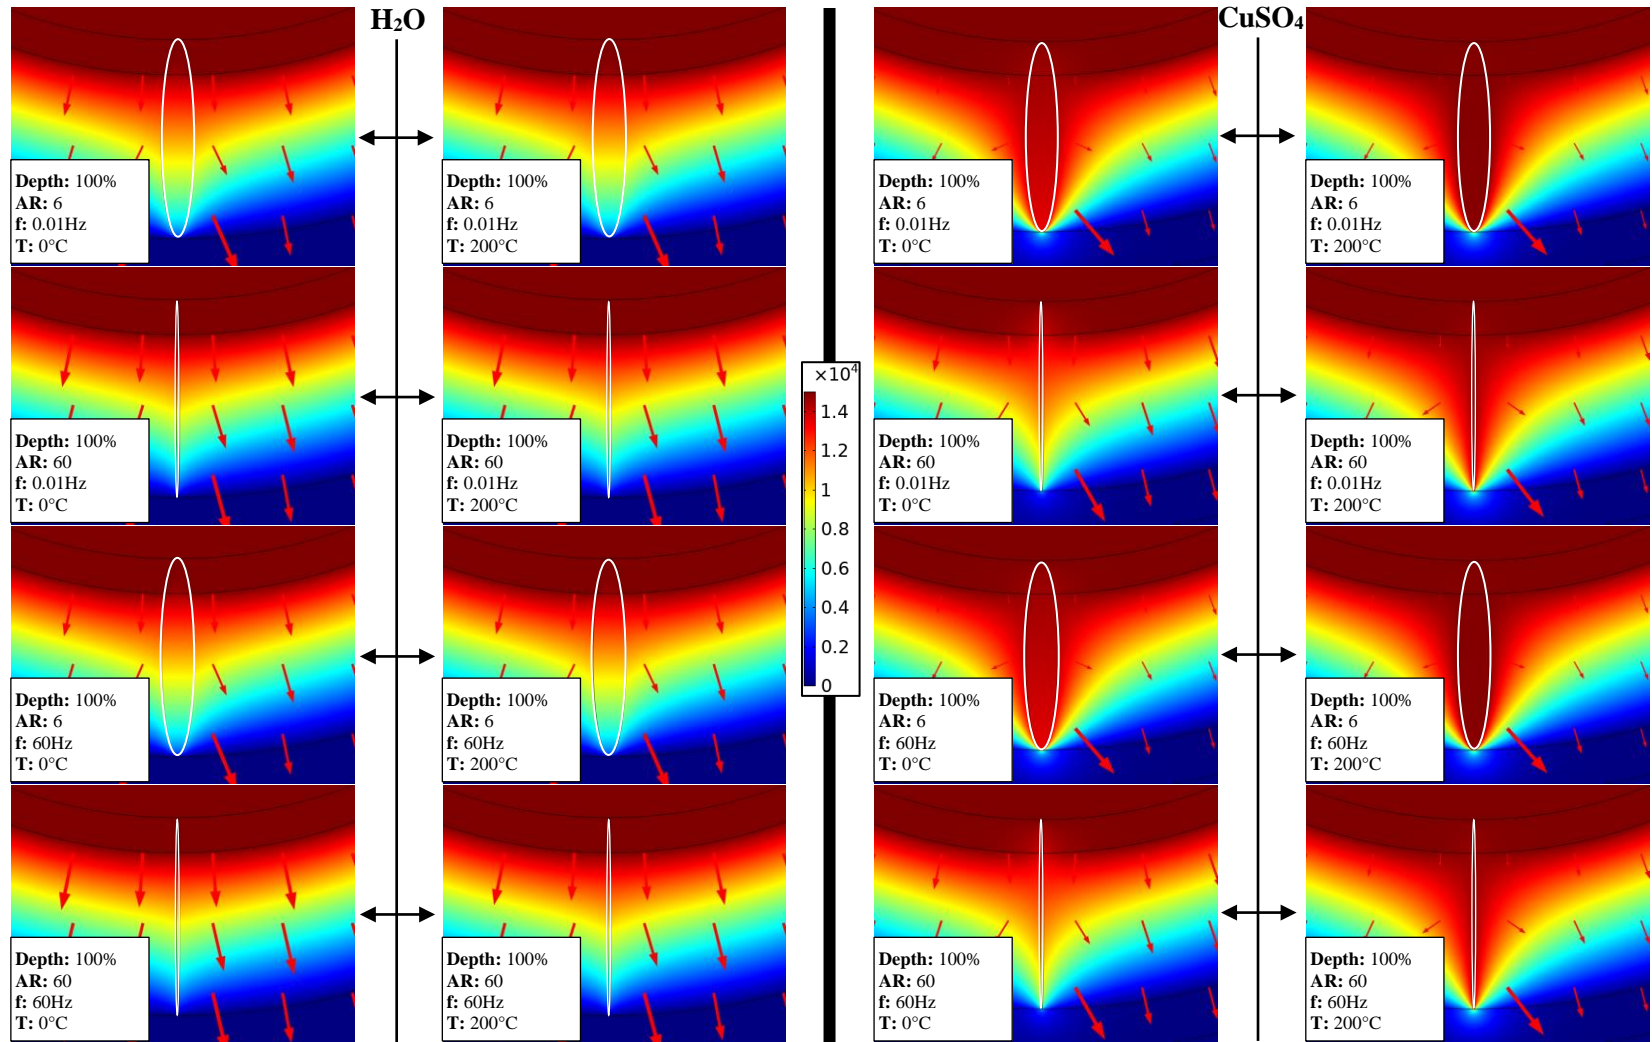 H₂O
CuSO₄
Depth: 100%
AR: 6
f: 0.01Hz
T: 0°C
Depth: 100%
AR: 6
f: 0.01Hz
T: 200°C
Depth: 100%
AR: 6
f: 0.01Hz
T: 0°C
Depth: 100%
AR: 6
f: 0.01Hz
T: 200°C
Depth: 100%
AR: 60
f: 0.01Hz
T: 0°C
Depth: 100%
AR: 60
f: 0.01Hz
T: 200°C
×10⁴
1.4
1.2
1
0.8
0.6
0.4
0.2
0
Depth: 100%
AR: 60
f: 0.01Hz
T: 0°C
Depth: 100%
AR: 60
f: 0.01Hz
T: 200°C
Depth: 100%
AR: 6
f: 60Hz
T: 0°C
Depth: 100%
AR: 6
f: 60Hz
T: 200°C
Depth: 100%
AR: 6
f: 60Hz
T: 0°C
Depth: 100%
AR: 6
f: 60Hz
T: 200°C
Depth: 100%
AR: 60
f: 60Hz
T: 0°C
Depth: 100%
AR: 60
f: 60Hz
T: 200°C
Depth: 100%
AR: 60
f: 60Hz
T: 0°C
Depth: 100%
AR: 60
f: 60Hz
T: 200°C